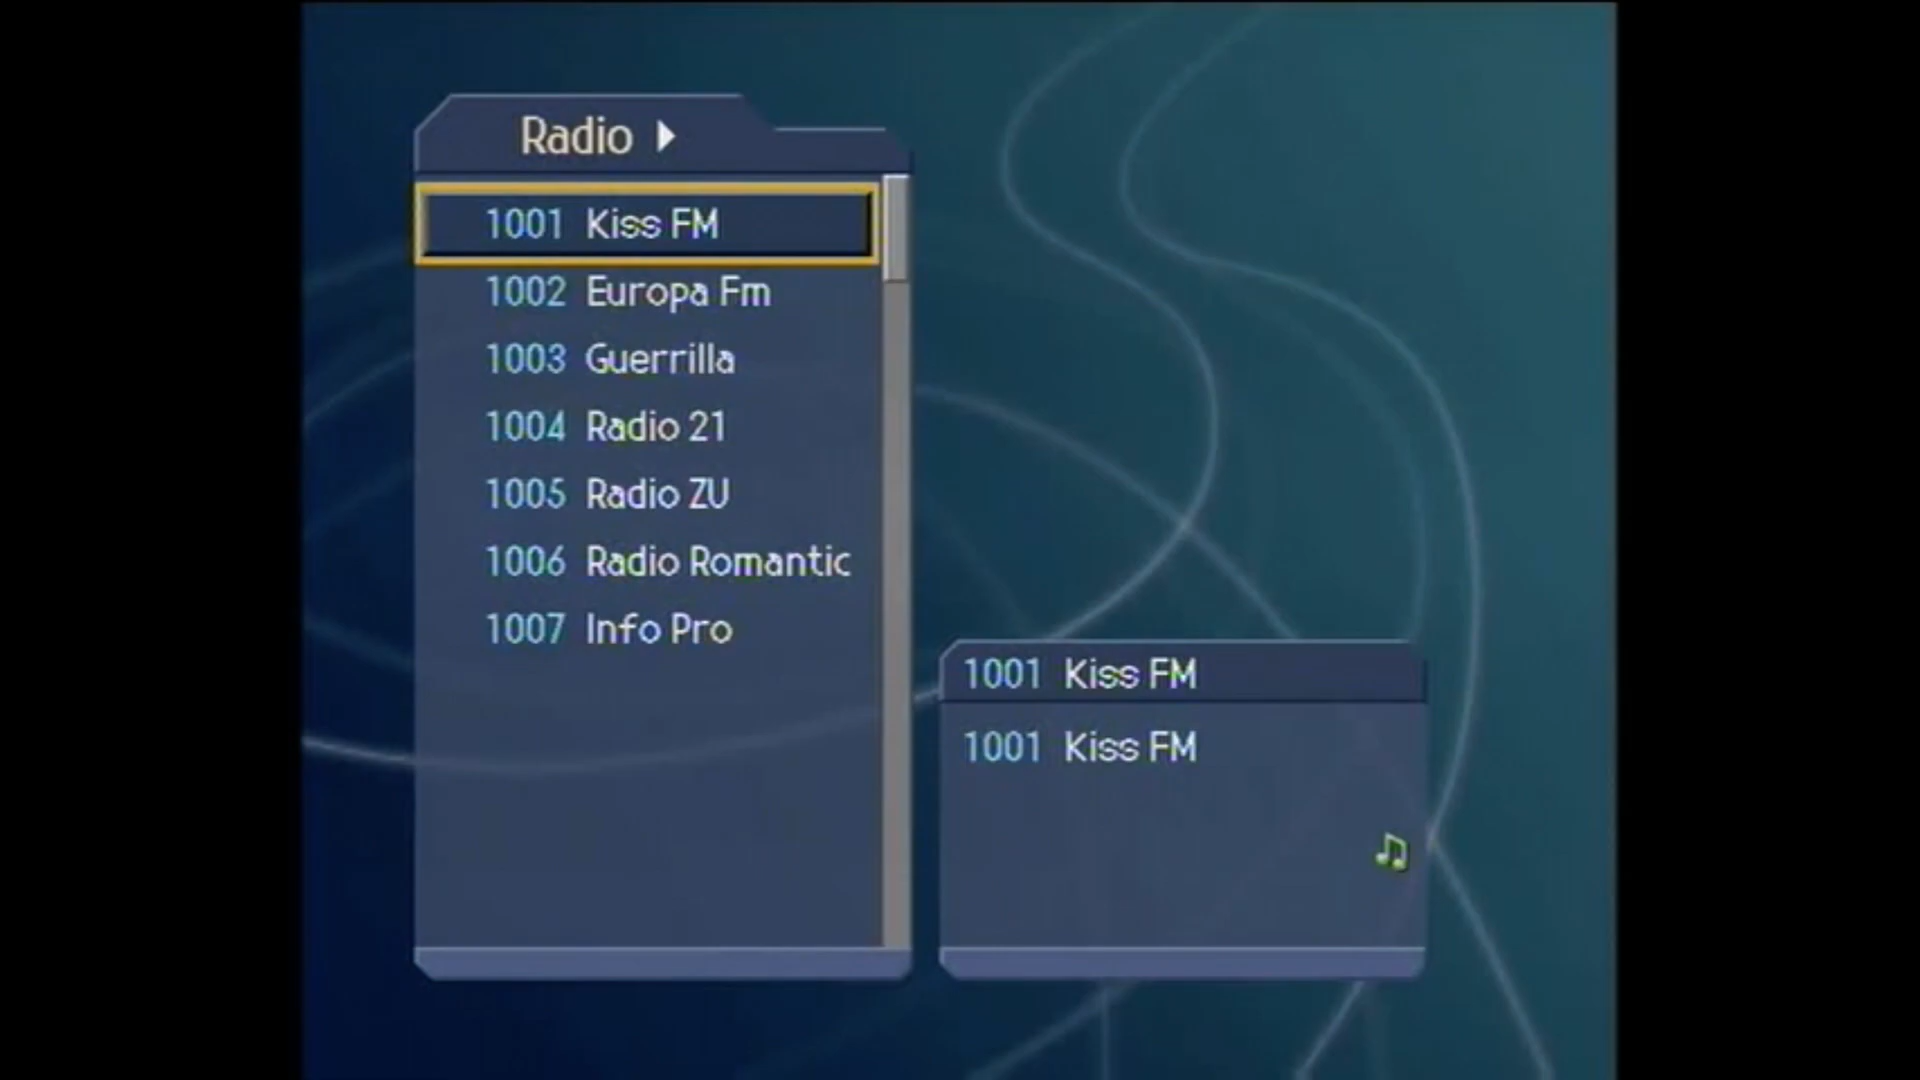 Radio
1001 Kiss FM
1002 Europa Fm
1003 Guerrilla
1004 Radio 21
1005 Radio ZU
1006 Radio Romantic
1007 Info Pro
1001 Kiss FM
1001 Kiss FM